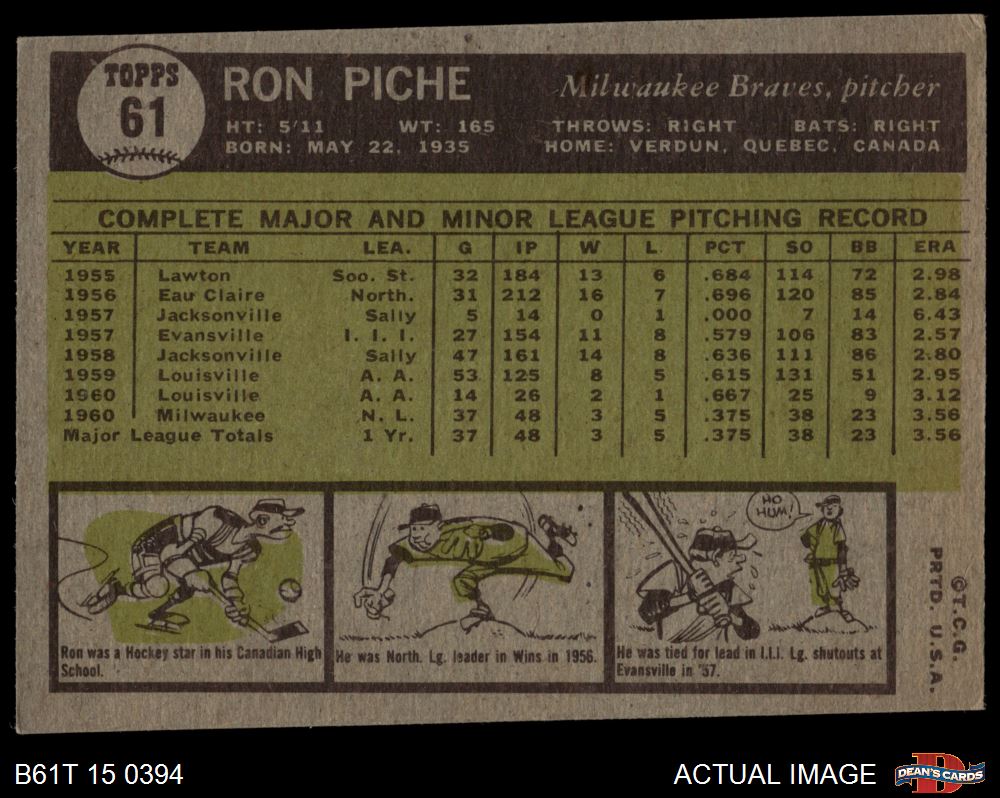 TOPPS
61
RON PICHE
Milwaukee Braves, pitcher
HT: 5'11 WT: 165 THROWS: RIGHT BATS: RIGHT
BORN: MAY 22, 1935 HOME: VERDUN, QUEBEC, CANADA
COMPLETE MAJOR AND MINOR LEAGUE PITCHING RECORD
YEAR TEAM LEA. G IP W L PCT SO BB ERA
1955 Lawton Soo. St. 32 184 13 6 .684 114 72 2.98
1956 Eau Claire North. 31 212 16 7 .696 120 85 2.84
1957 Jacksonville Sally 5 14 0 1 .000 7 14 6.43
1957 Evansville I. I. I. 27 154 11 8 .579 106 83 2.57
1958 Jacksonville Sally 47 161 14 8 .636 111 86 2.80
1959 Louisville A. A. 53 125 8 5 .615 131 51 2.95
1960 Louisville A. A. 14 26 2 1 .667 25 9 3.12
1960 Milwaukee N. L. 37 48 3 5 .375 38 23 3.56
Major League Totals 1 Yr. 37 48 3 5 .375 38 23 3.56
HO
HUM!
Ron was a Hockey star in his Canadian High
School.
He was North. Lg. leader in Wins in 1956.
He was tied for lead in I.I.I. Lg. shutouts at
Evansville in '57.
©T.C.G.
PRTD. U.S.A.
B61T 15 0394
ACTUAL IMAGE
DEAN'S CARDS